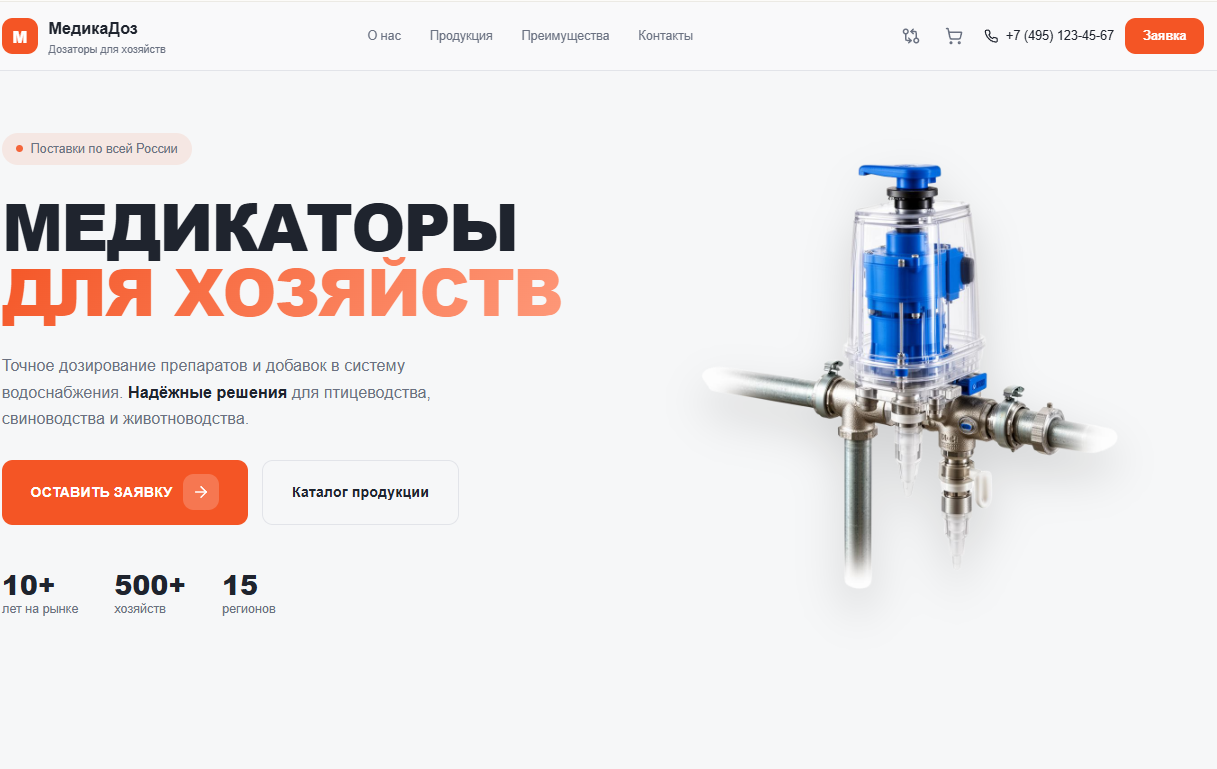 М
МедикаДоз
Дозаторы для хозяйств
О нас
Продукция
Преимущества
Контакты
+7 (495) 123-45-67
Заявка
Поставки по всей России
МЕДИКАТОРЫ
ДЛЯ ХОЗЯЙСТВ
Точное дозирование препаратов и добавок в систему
водоснабжения. Надёжные решения для птицеводства,
свиноводства и животноводства.
ОСТАВИТЬ ЗАЯВКУ
Каталог продукции
10+
лет на рынке
500+
хозяйств
15
регионов